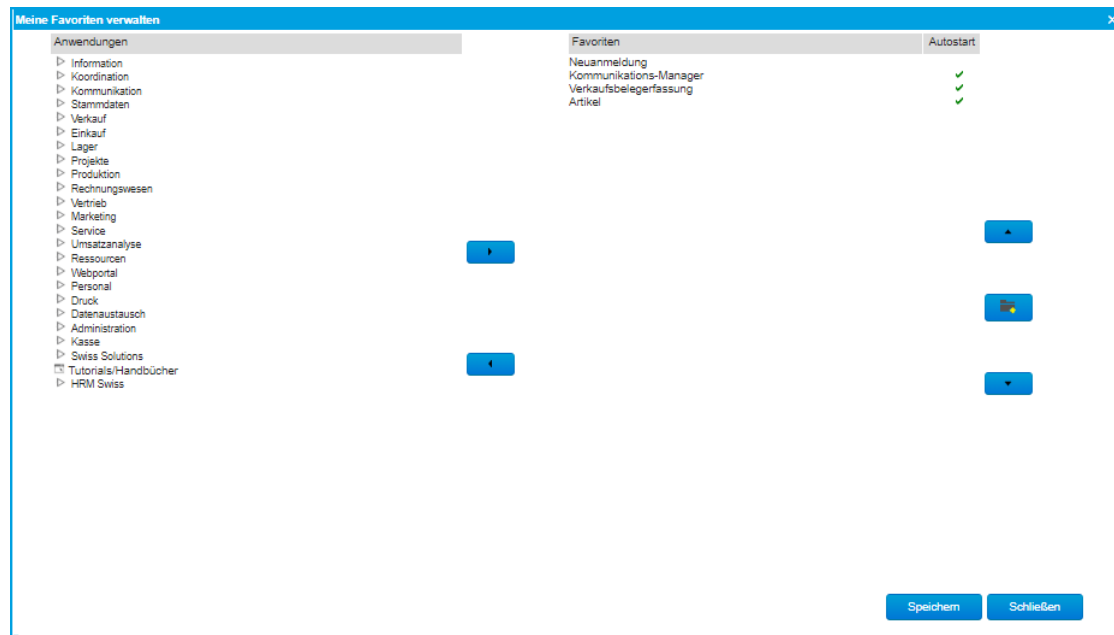 Meine Favoriten verwalten
Anwendungen
Information
Koordination
Kommunikation
Stammdaten
Verkauf
Einkauf
Lager
Projekte
Produktion
Rechnungswesen
Vertrieb
Marketing
Service
Umsatzanalyse
Ressourcen
Webportal
Personal
Druck
Datenaustausch
Administration
Kasse
Swiss Solutions
Tutorials/Handbücher
HRM Swiss
Favoriten Autostart
Neuanmeldung
Kommunikations-Manager
Verkaufsbelegerfassung
Artikel
Speichern Schließen